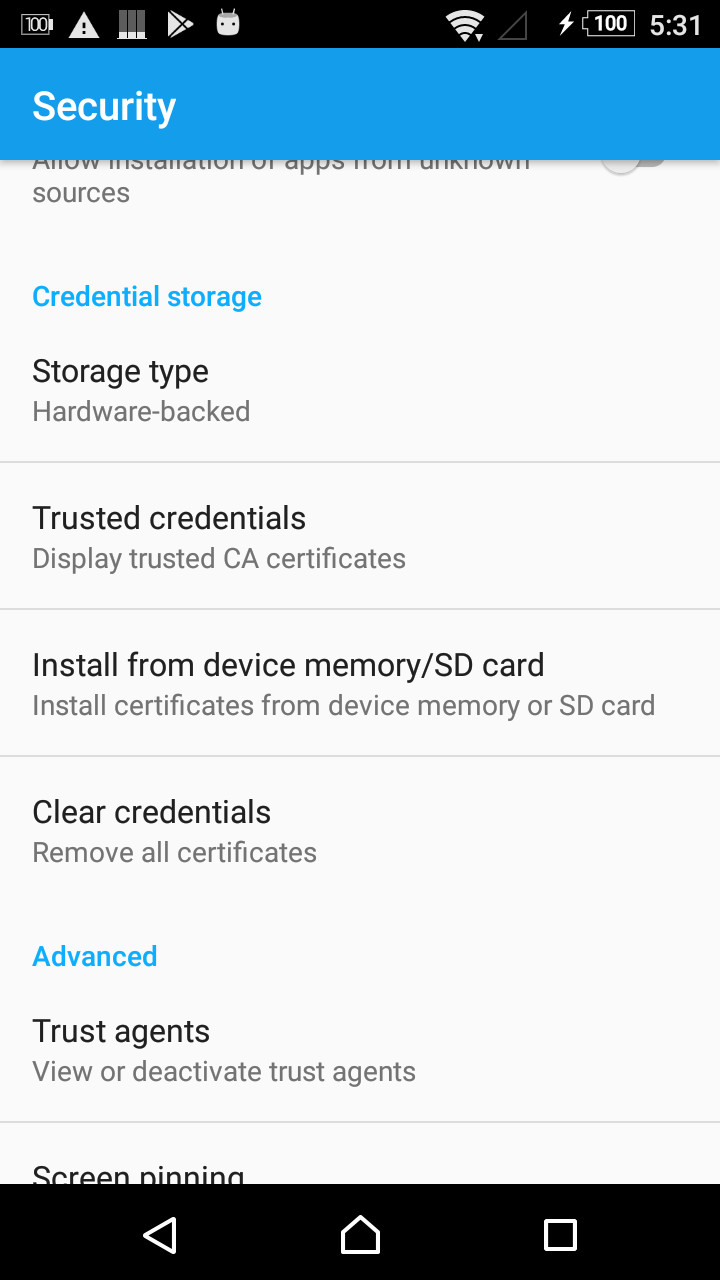 100
100 5:31
Security
Allow installation of apps from unknown
sources
Credential storage
Storage type
Hardware-backed
Trusted credentials
Display trusted CA certificates
Install from device memory/SD card
Install certificates from device memory or SD card
Clear credentials
Remove all certificates
Advanced
Trust agents
View or deactivate trust agents
Screen pinning